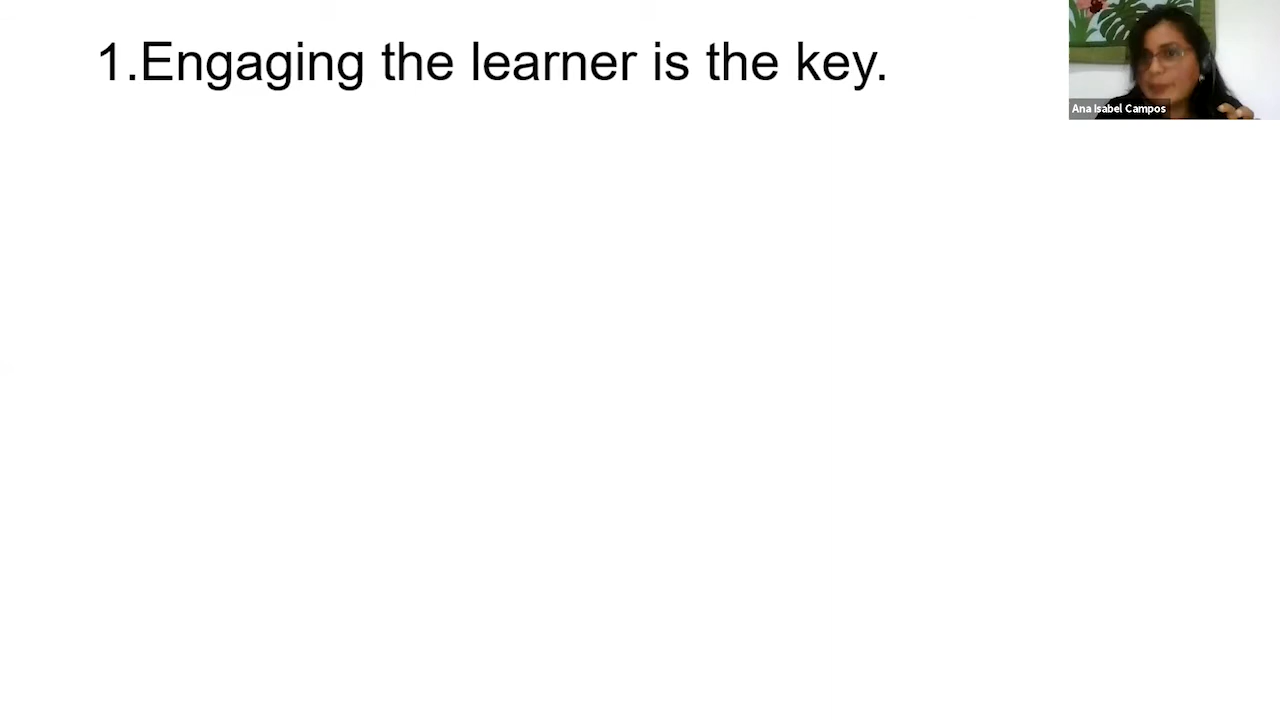 1.Engaging the learner is the key.
Ana Isabel Campos